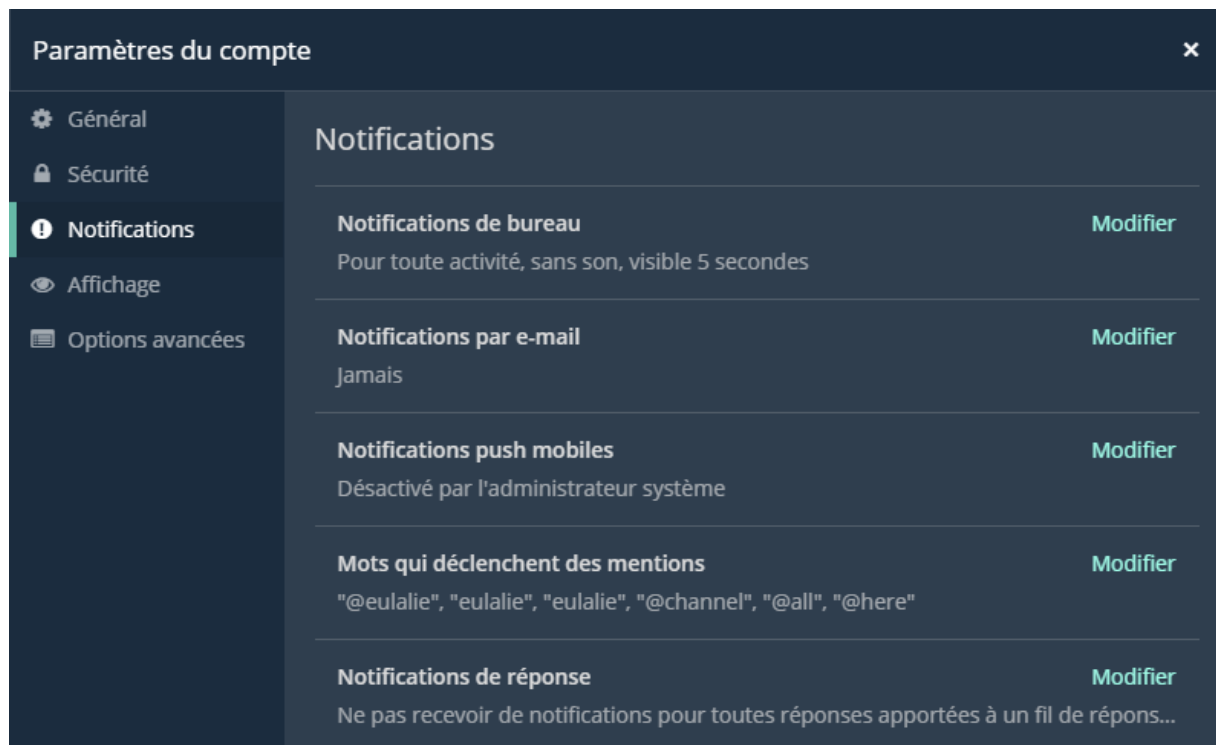 Paramètres du compte ×
Général
Sécurité
Notifications
Affichage
Options avancées
Notifications
Notifications de bureau Modifier
Pour toute activité, sans son, visible 5 secondes
Notifications par e-mail Modifier
Jamais
Notifications push mobiles Modifier
Désactivé par l'administrateur système
Mots qui déclenchent des mentions Modifier
"@eulalie", "eulalie", "eulalie", "@channel", "@all", "@here"
Notifications de réponse Modifier
Ne pas recevoir de notifications pour toutes réponses apportées à un fil de répons...